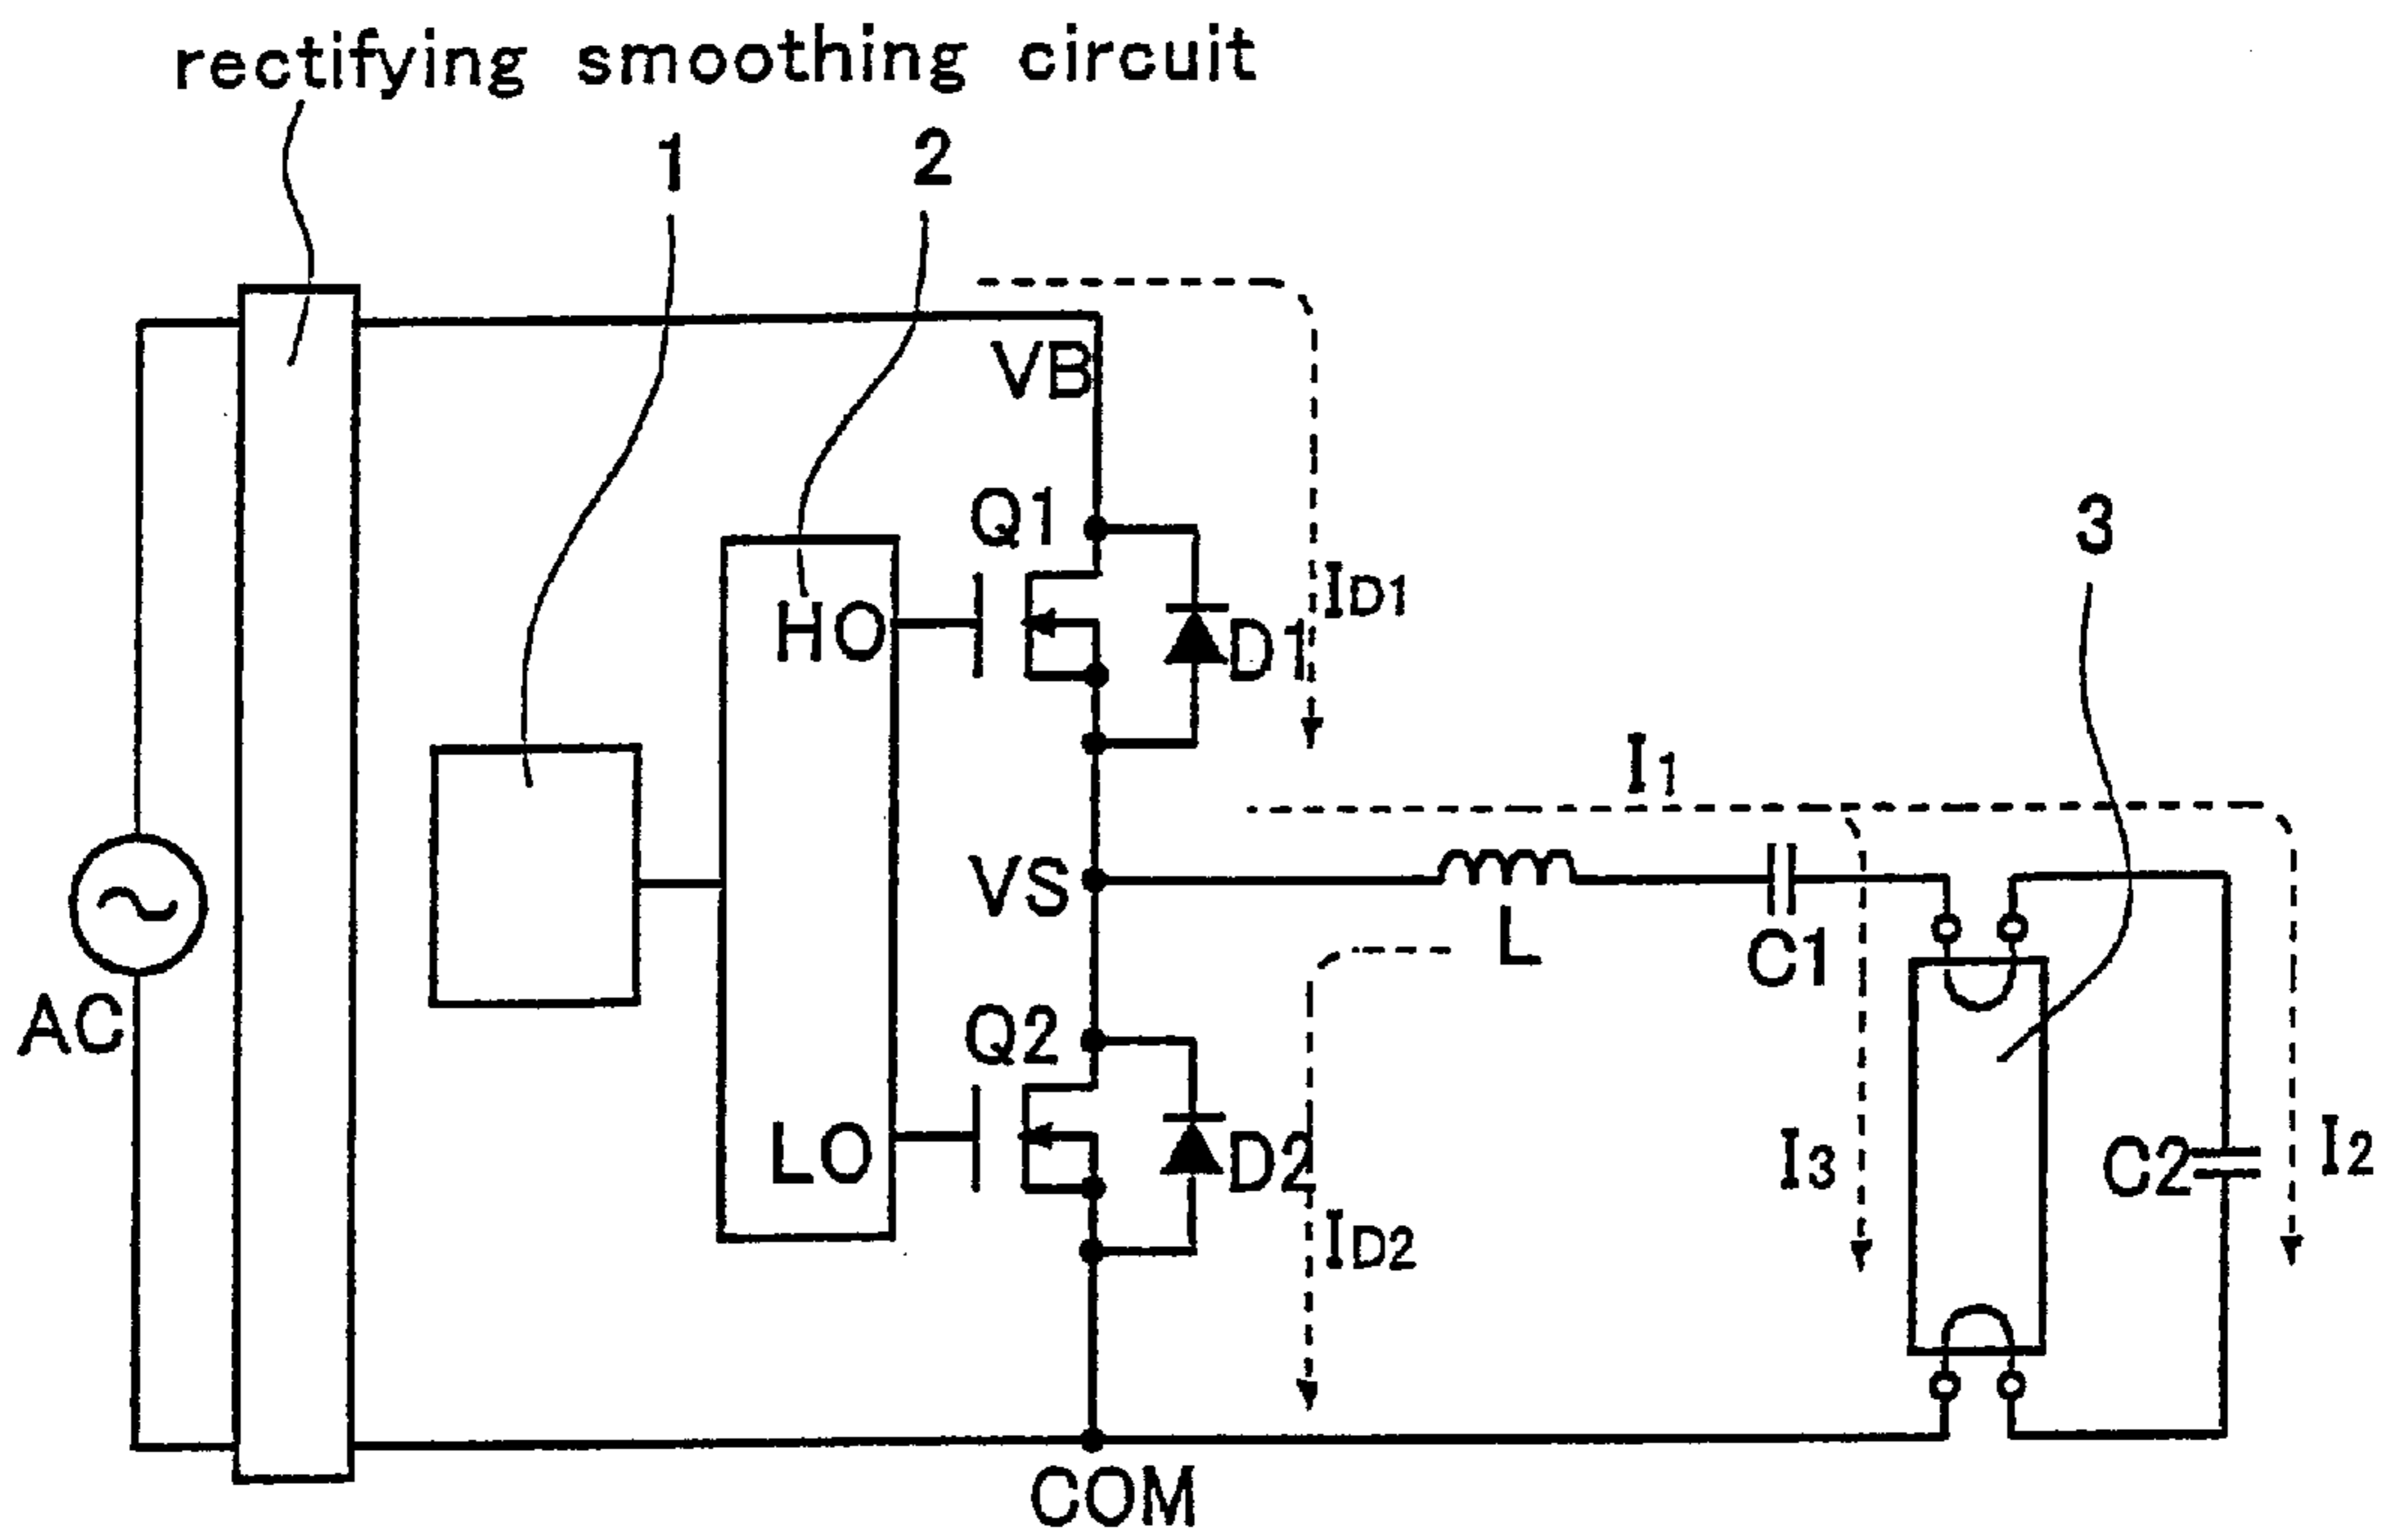 rectifying smoothing circuit
1
2
VB
Q1
3
ID1
HO
D1
I1
VS
L
C1
AC
Q2
LO
D2
I3
C2
I2
ID2
COM